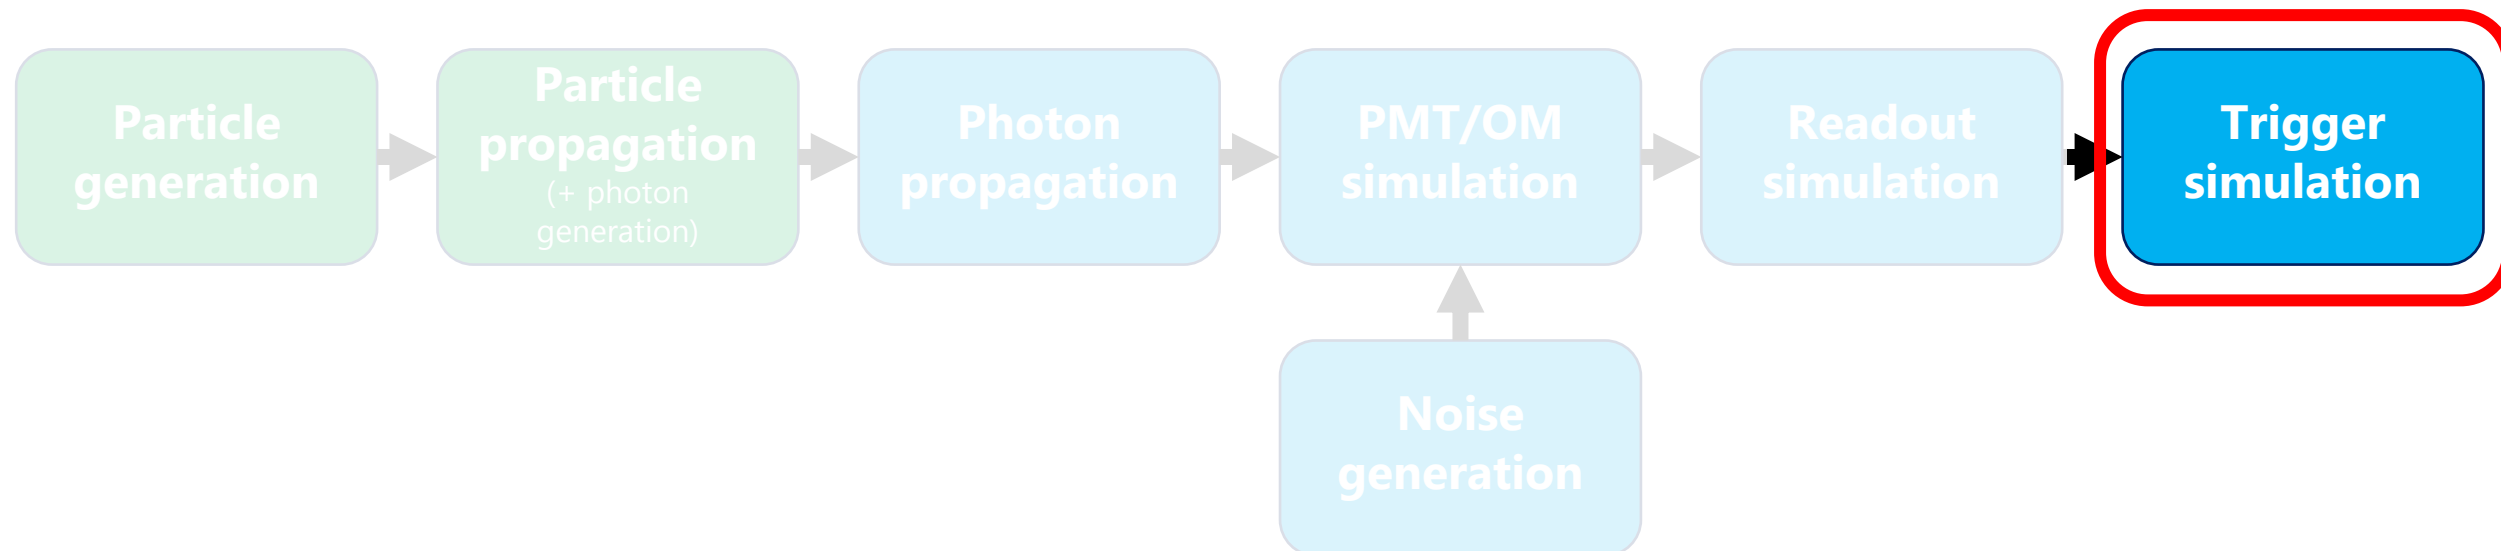 Particle
generation
Particle
propagation
(+ photon
generation)
Photon
propagation
PMT/OM
simulation
Readout
simulation
Trigger
simulation
Noise
generation